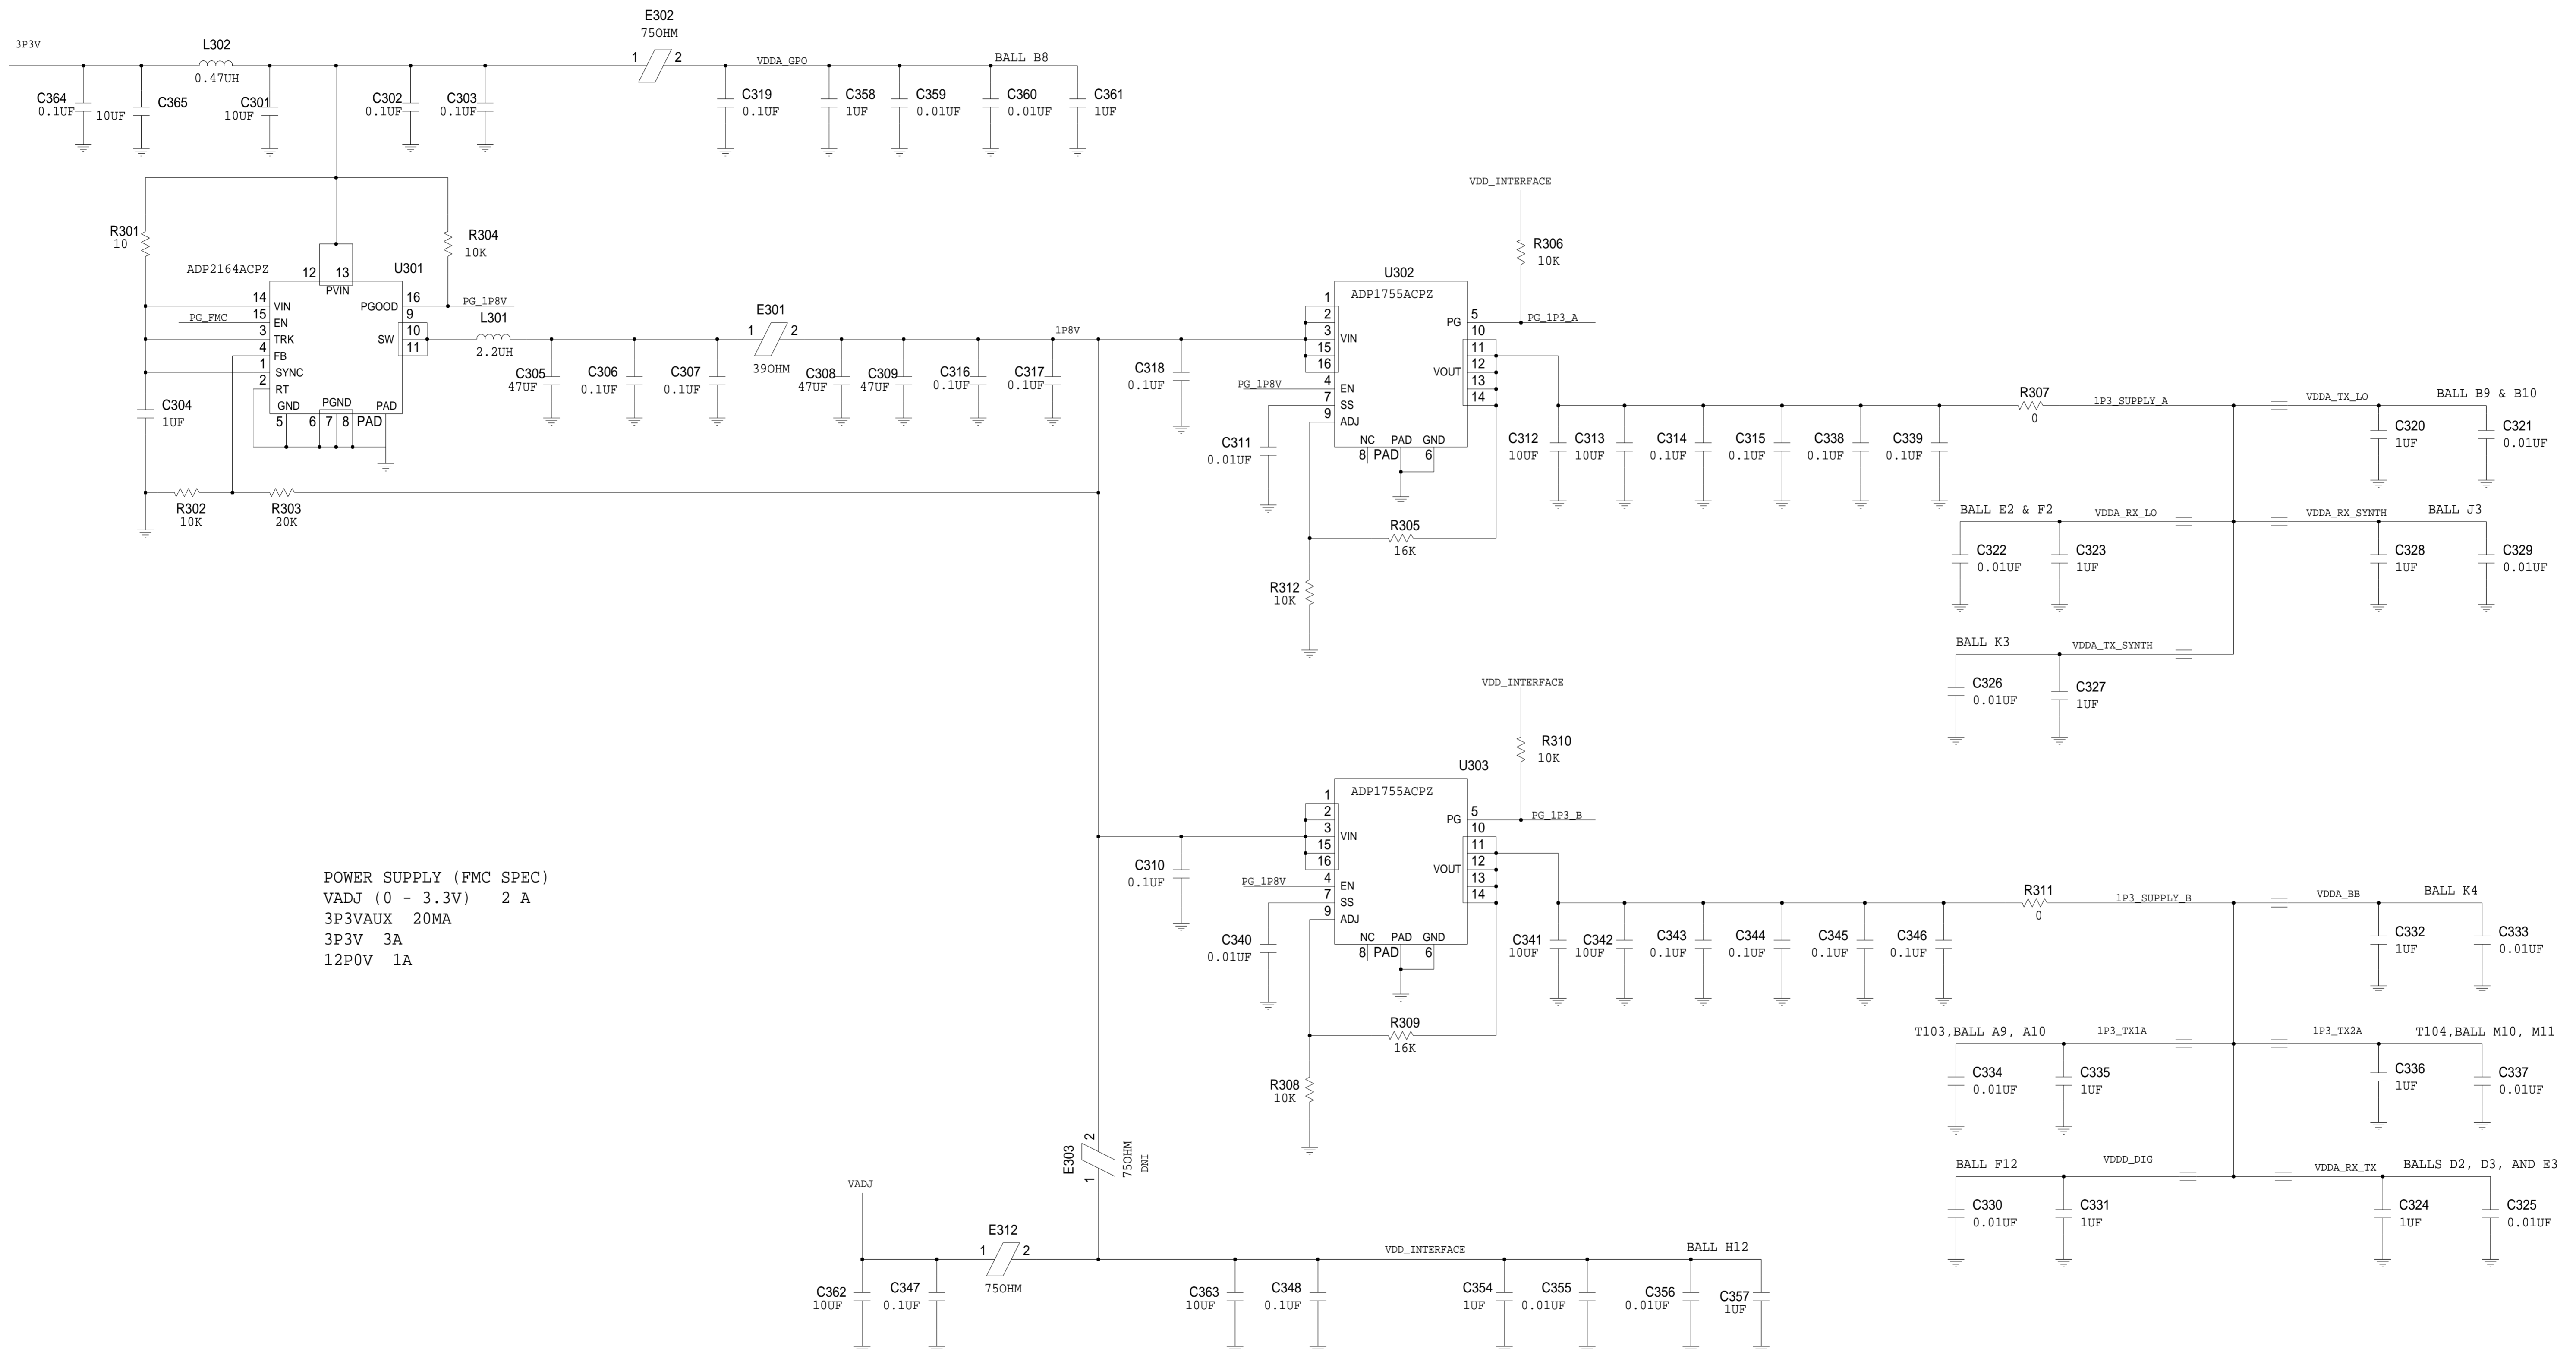 3P3V
L302
0.47UH
E302
75OHM
1
2
VDDA_GPO
BALL B8
C364
0.1UF
10UF
C365
C301
10UF
C302
0.1UF
C303
0.1UF
C319
0.1UF
C358
1UF
C359
0.01UF
C360
0.01UF
C361
1UF
R301
10
R304
10K
ADP2164ACPZ
U301
12
13
PVIN
14
VIN
15
EN
3
TRK
4
FB
1
SYNC
2
RT
PG_FMC
PGOOD
16
PG_1P8V
9
10
11
SW
GND
PGND
PAD
5
6
7
8
PAD
C304
1UF
R302
10K
R303
20K
L301
2.2UH
C305
47UF
C306
0.1UF
C307
0.1UF
E301
1
2
39OHM
C308
47UF
C309
47UF
C316
0.1UF
C317
0.1UF
1P8V
C318
0.1UF
VDD_INTERFACE
R306
10K
U302
ADP1755ACPZ
1
2
3
15
16
VIN
PG_1P8V
4
EN
7
SS
9
ADJ
PG
5
PG_1P3_A
10
11
12
13
14
VOUT
NC
PAD
GND
8
PAD
6
C311
0.01UF
R305
16K
R312
10K
C312
10UF
C313
10UF
C314
0.1UF
C315
0.1UF
C338
0.1UF
C339
0.1UF
R307
0
1P3_SUPPLY_A
VDDA_TX_LO
BALL B9 & B10
C320
1UF
C321
0.01UF
BALL E2 & F2
VDDA_RX_LO
VDDA_RX_SYNTH
BALL J3
C322
0.01UF
C323
1UF
C328
1UF
C329
0.01UF
BALL K3
VDDA_TX_SYNTH
C326
0.01UF
C327
1UF
VDD_INTERFACE
R310
10K
U303
ADP1755ACPZ
1
2
3
15
16
VIN
PG_1P8V
4
EN
7
SS
9
ADJ
PG
5
PG_1P3_B
10
11
12
13
14
VOUT
NC
PAD
GND
8
PAD
6
C310
0.1UF
C340
0.01UF
R309
16K
R308
10K
C341
10UF
C342
10UF
C343
0.1UF
C344
0.1UF
C345
0.1UF
C346
0.1UF
R311
0
1P3_SUPPLY_B
VDDA_BB
BALL K4
C332
1UF
C333
0.01UF
T103,BALL A9, A10
1P3_TX1A
1P3_TX2A
T104,BALL M10, M11
C334
0.01UF
C335
1UF
C336
1UF
C337
0.01UF
BALL F12
VDDD_DIG
VDDA_RX_TX
BALLS D2, D3, AND E3
C330
0.01UF
C331
1UF
C324
1UF
C325
0.01UF
POWER SUPPLY (FMC SPEC)
VADJ (0 - 3.3V) 2 A
3P3VAUX 20MA
3P3V 3A
12P0V 1A
E303
1
2
75OHM
DNI
VADJ
E312
1
2
75OHM
VDD_INTERFACE
BALL H12
C362
10UF
C347
0.1UF
C363
10UF
C348
0.1UF
C354
1UF
C355
0.01UF
C356
0.01UF
C357
1UF